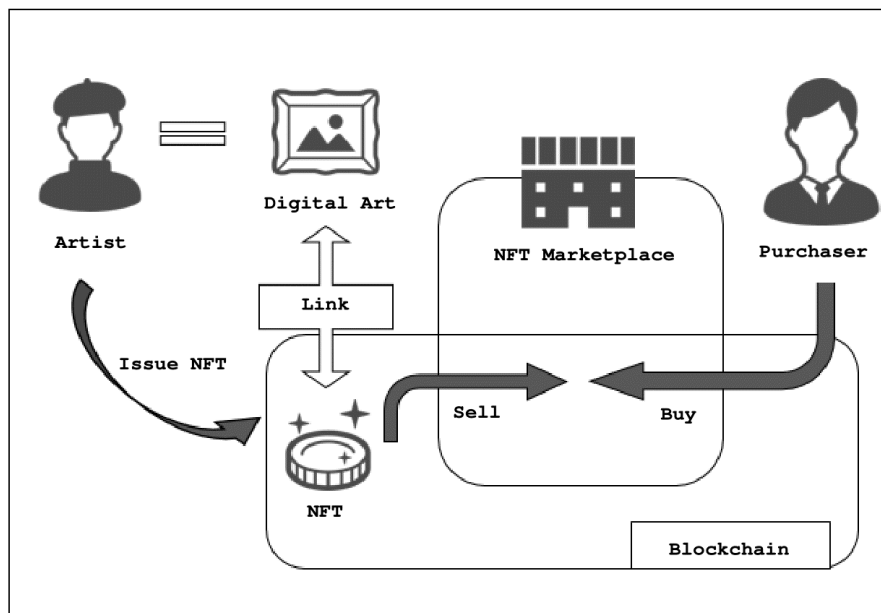 Digital Art
Artist
NFT Marketplace
Purchaser
Link
Issue NFT
Sell
Buy
NFT
Blockchain